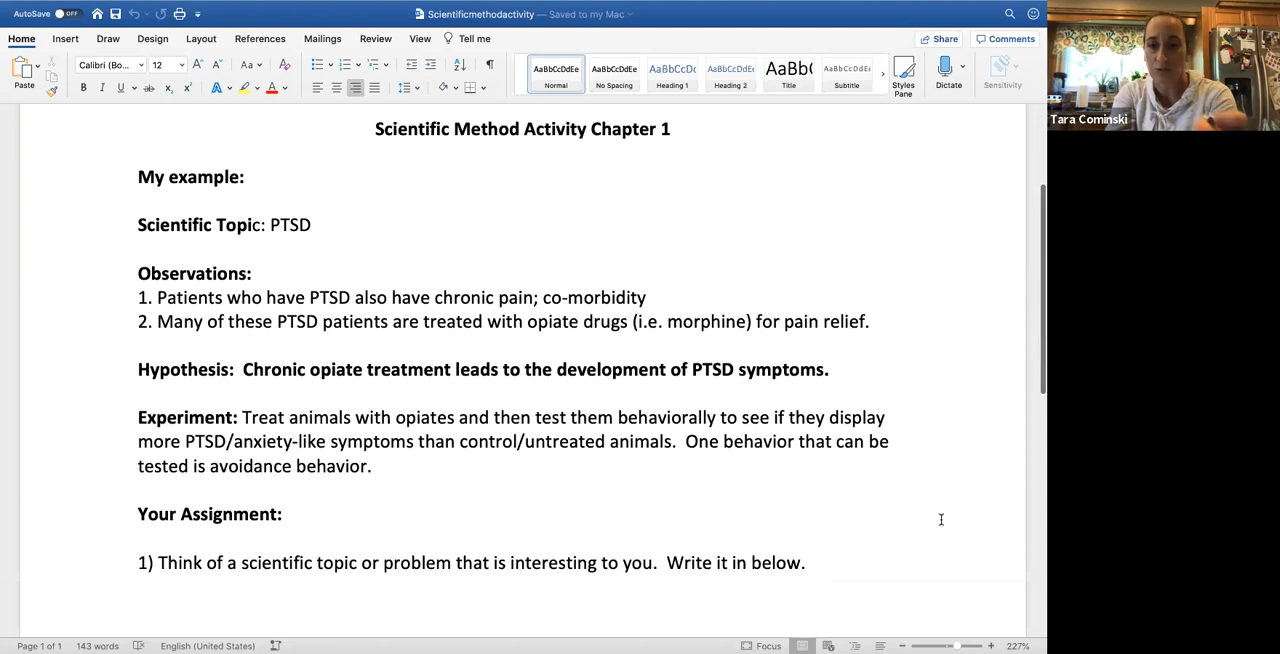 AutoSave OFF Scientificmethodactivity — Saved to my Mac
Home Insert Draw Design Layout References Mailings Review View Tell me Share Comments
Paste Calibri (Bo... 12 A A Aa A AaBbCcDdEe AaBbCcDdEe AaBbCcDc AaBbCcDdEe AaBb( AaBbCcDdEe
B I U ab x₂ x² A A Normal No Spacing Heading 1 Heading 2 Title Subtitle Styles Pane Dictate Sensitivity
Tara Cominski
Scientific Method Activity Chapter 1
My example:
Scientific Topic: PTSD
Observations:
1. Patients who have PTSD also have chronic pain; co-morbidity
2. Many of these PTSD patients are treated with opiate drugs (i.e. morphine) for pain relief.
Hypothesis: Chronic opiate treatment leads to the development of PTSD symptoms.
Experiment: Treat animals with opiates and then test them behaviorally to see if they display
more PTSD/anxiety-like symptoms than control/untreated animals. One behavior that can be
tested is avoidance behavior.
Your Assignment:
1) Think of a scientific topic or problem that is interesting to you. Write it in below.
Page 1 of 1 143 words English (United States) Focus 227%